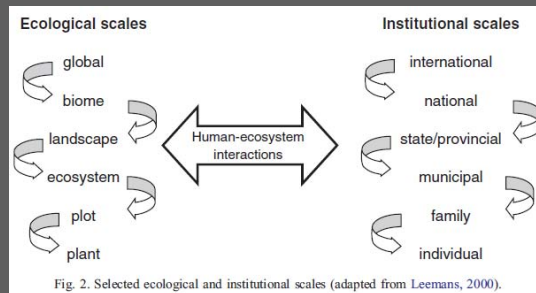 Ecological scales
global
biome
landscape
ecosystem
plot
plant
Human-ecosystem
interactions
Institutional scales
international
national
state/provincial
municipal
family
individual
Fig. 2. Selected ecological and institutional scales (adapted from Leemans, 2000).